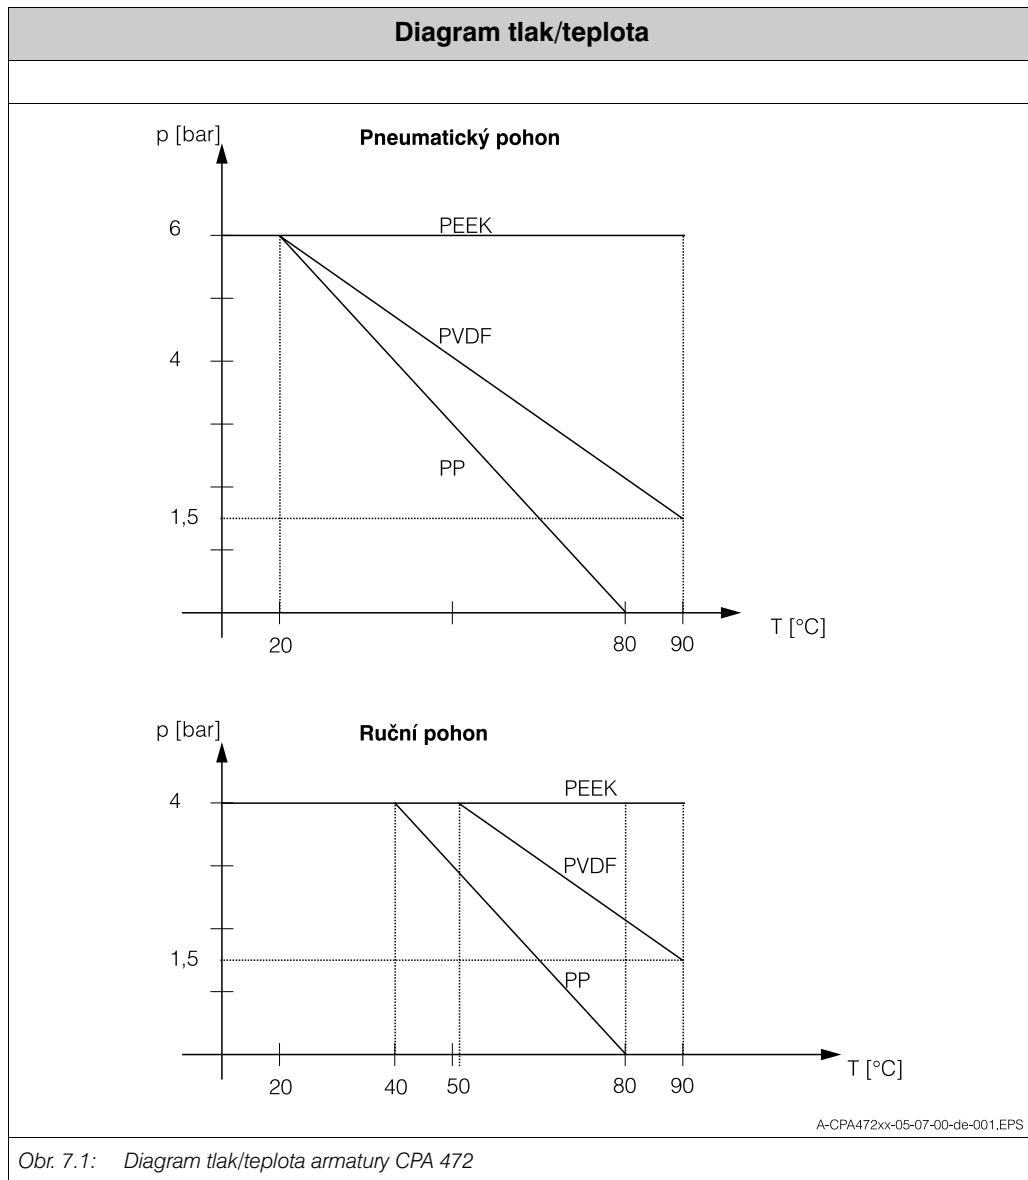 Diagram tlak/teplota
p [bar]
Pneumatický pohon
6
PEEK
PVDF
4
PP
1,5
T [°C]
20
80
90
p [bar]
Ruční pohon
4
PEEK
PVDF
1,5
PP
T [°C]
20
40
50
80
90
A-CPA472xx-05-07-00-de-001.EPS
Obr. 7.1: Diagram tlak/teplota armatury CPA 472